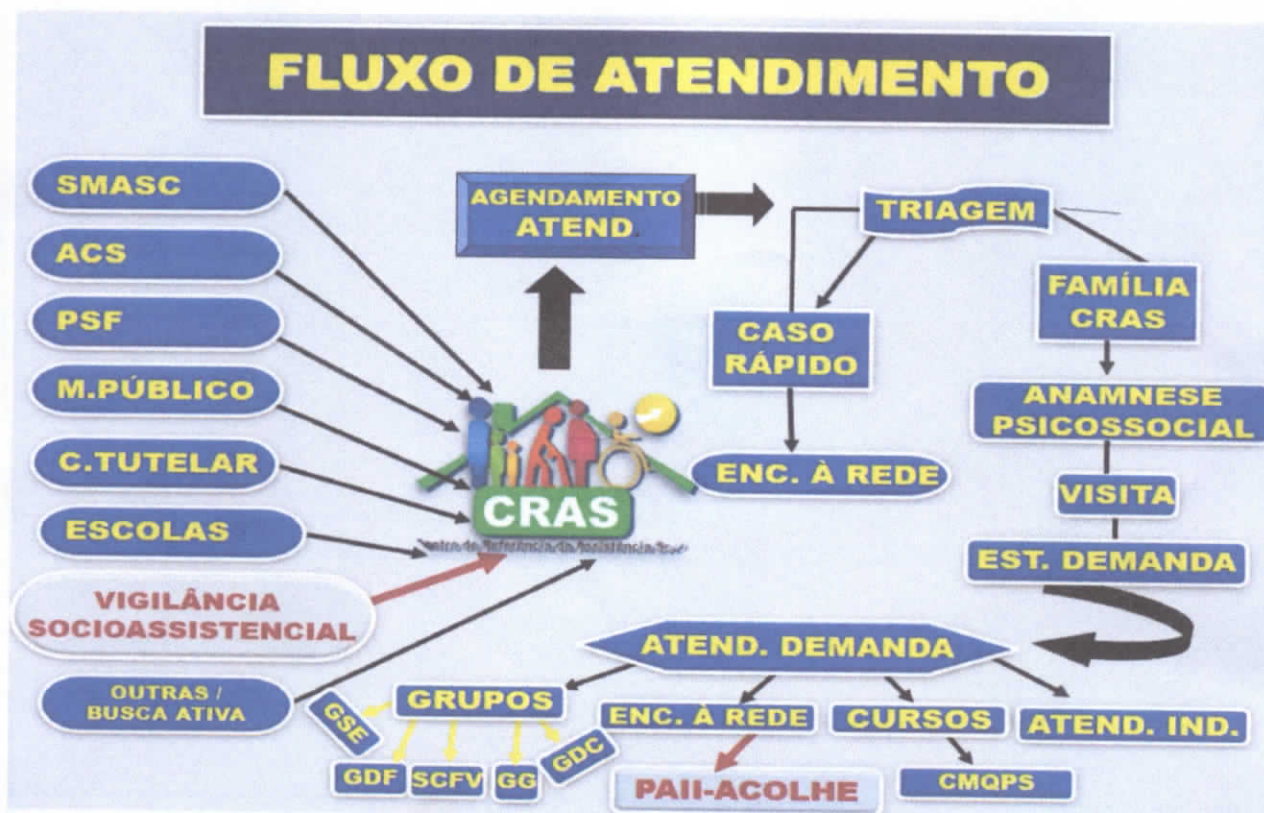 FLUXO DE ATENDIMENTO
SMASC
ACS
PSF
M.PÚBLICO
C.TUTELAR
ESCOLAS
VIGILÂNCIA
SOCIOASSISTENCIAL
OUTRAS /
BUSCA ATIVA
AGENDAMENTO
ATEND.
CRAS
TRIAGEM
CASO
RÁPIDO
ENC. À REDE
FAMÍLIA
CRAS
ANAMNESE
PSICOSSOCIAL
VISITA
EST. DEMANDA
ATEND. DEMANDA
GRUPOS
GSE
GDF
SCFV
GG
GDC
ENC. À REDE
PAII-ACOLHE
CURSOS
CMQPS
ATEND. IND.